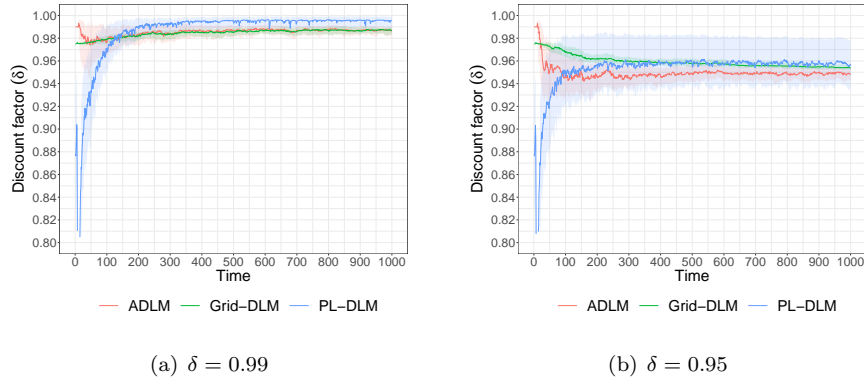 1.00
0.98
0.96
0.94
0.92
0.90
0.88
0.86
0.84
0.82
0.80
Discount factor (δ)
0 100 200 300 400 500 600 700 800 900 1000
Time
ADLM Grid−DLM PL−DLM
(a) δ = 0.99
1.00
0.98
0.96
0.94
0.92
0.90
0.88
0.86
0.84
0.82
0.80
Discount factor (δ)
0 100 200 300 400 500 600 700 800 900 1000
Time
ADLM Grid−DLM PL−DLM
(b) δ = 0.95